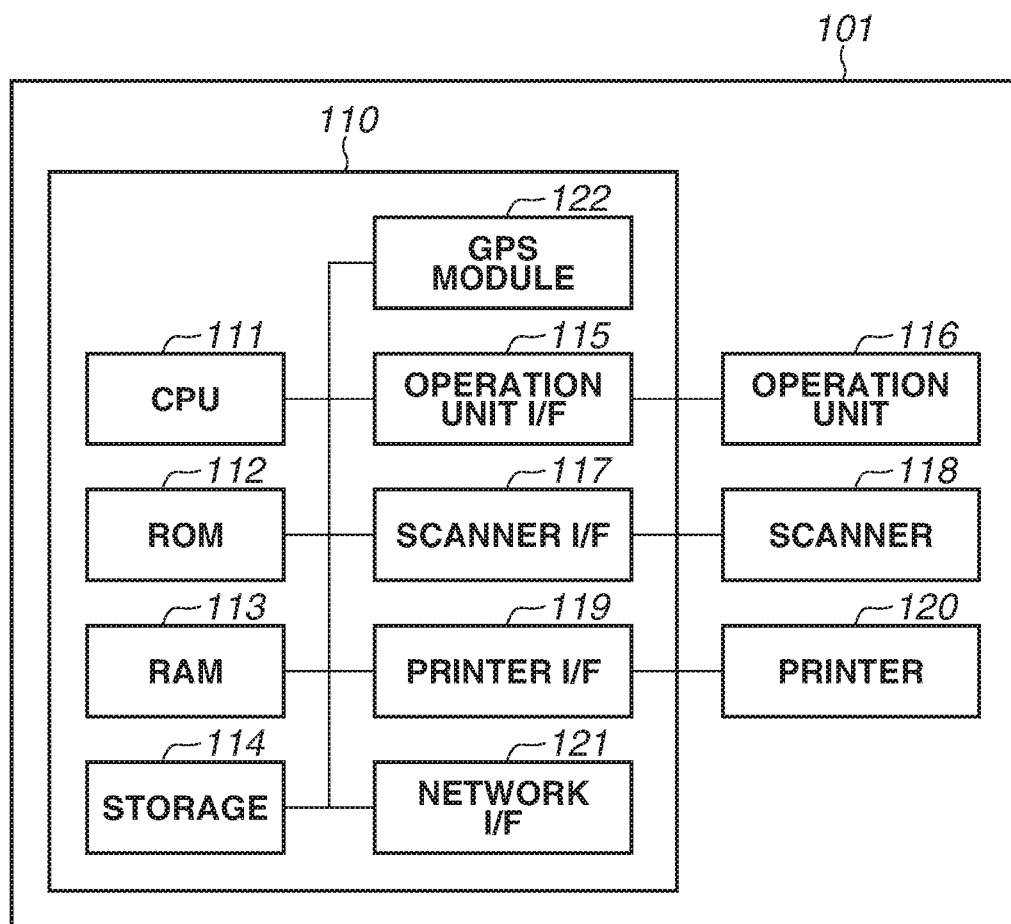 101
110
122
GPS
MODULE
111
CPU
115
OPERATION
UNIT I/F
116
OPERATION
UNIT
112
ROM
117
SCANNER I/F
118
SCANNER
113
RAM
119
PRINTER I/F
120
PRINTER
114
STORAGE
121
NETWORK
I/F